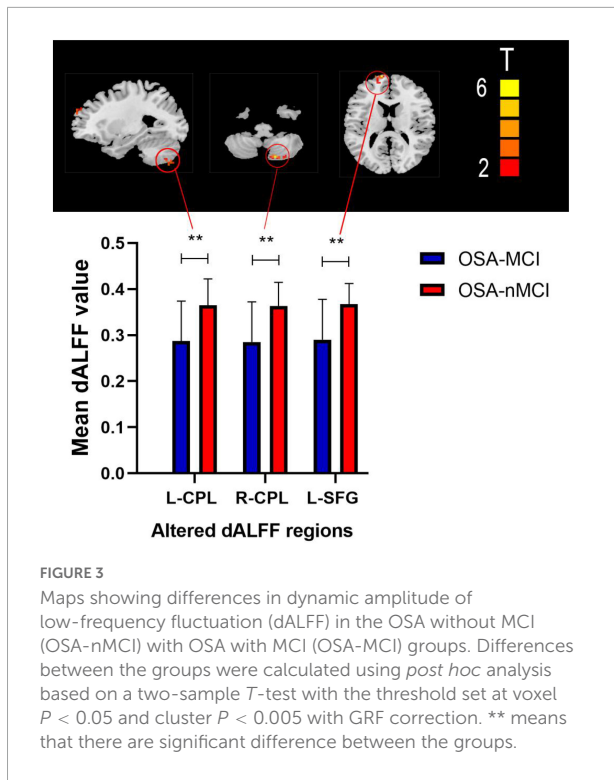 T
6
2
0.5
0.4
0.3
0.2
0.1
0.0
Mean dALFF value
** ** **
OSA-MCI
OSA-nMCI
L-CPL R-CPL L-SFG
Altered dALFF regions
FIGURE 3
Maps showing differences in dynamic amplitude of
low-frequency fluctuation (dALFF) in the OSA without MCI
(OSA-nMCI) with OSA with MCI (OSA-MCI) groups. Differences
between the groups were calculated using post hoc analysis
based on a two-sample T-test with the threshold set at voxel
P < 0.05 and cluster P < 0.005 with GRF correction. ** means
that there are significant difference between the groups.